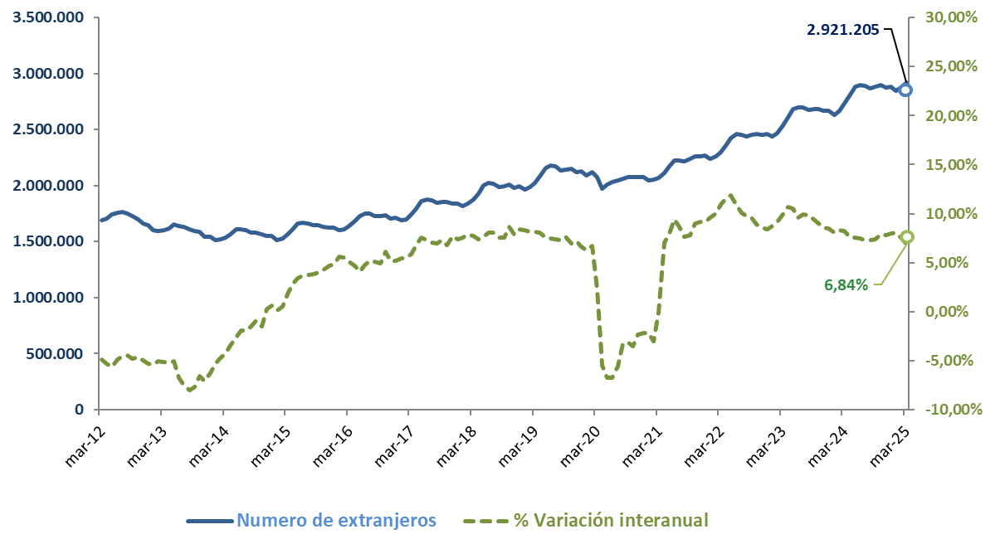 3.500.000
3.000.000
2.500.000
2.000.000
1.500.000
1.000.000
500.000
0
2.921.205
6,84%
30,00%
25,00%
20,00%
15,00%
10,00%
5,00%
0,00%
-5,00%
-10,00%
mar-12
mar-13
mar-14
mar-15
mar-16
mar-17
mar-18
mar-19
mar-20
mar-21
mar-22
mar-23
mar-24
mar-25
Numero de extranjeros
% Variación interanual